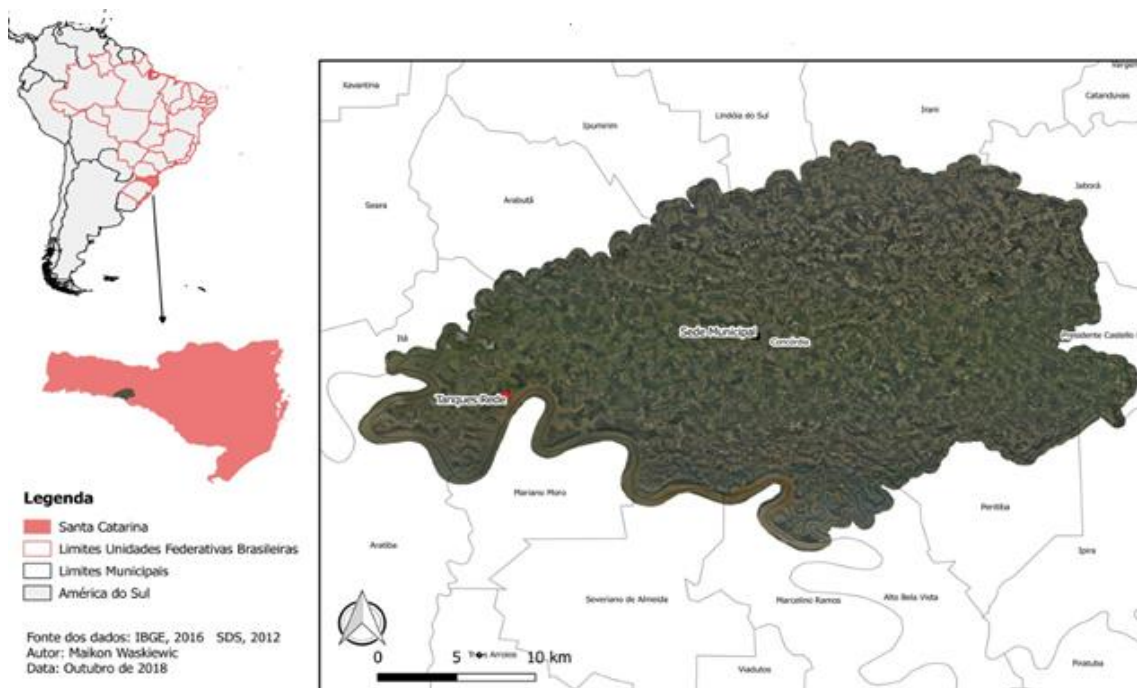 Xavantina
Ipumirim
Lindóia do Sul
Irani
Catanduvas
Seara
Arabutã
Jaborá
Itá
Sede Municipal
Concórdia
Presidente Castello
Tanques Rede
Mariano Moro
Peritiba
Aratiba
Ipira
Severiano de Almeida
Marcelino Ramos
Alto Bela Vista
Viadutos
Piratuba
Legenda
Santa Catarina
Limites Unidades Federativas Brasileiras
Limites Municipais
América do Sul
Fonte dos dados: IBGE, 2016 SDS, 2012
Autor: Maikon Waskiewic
Data: Outubro de 2018
0 5 10 km